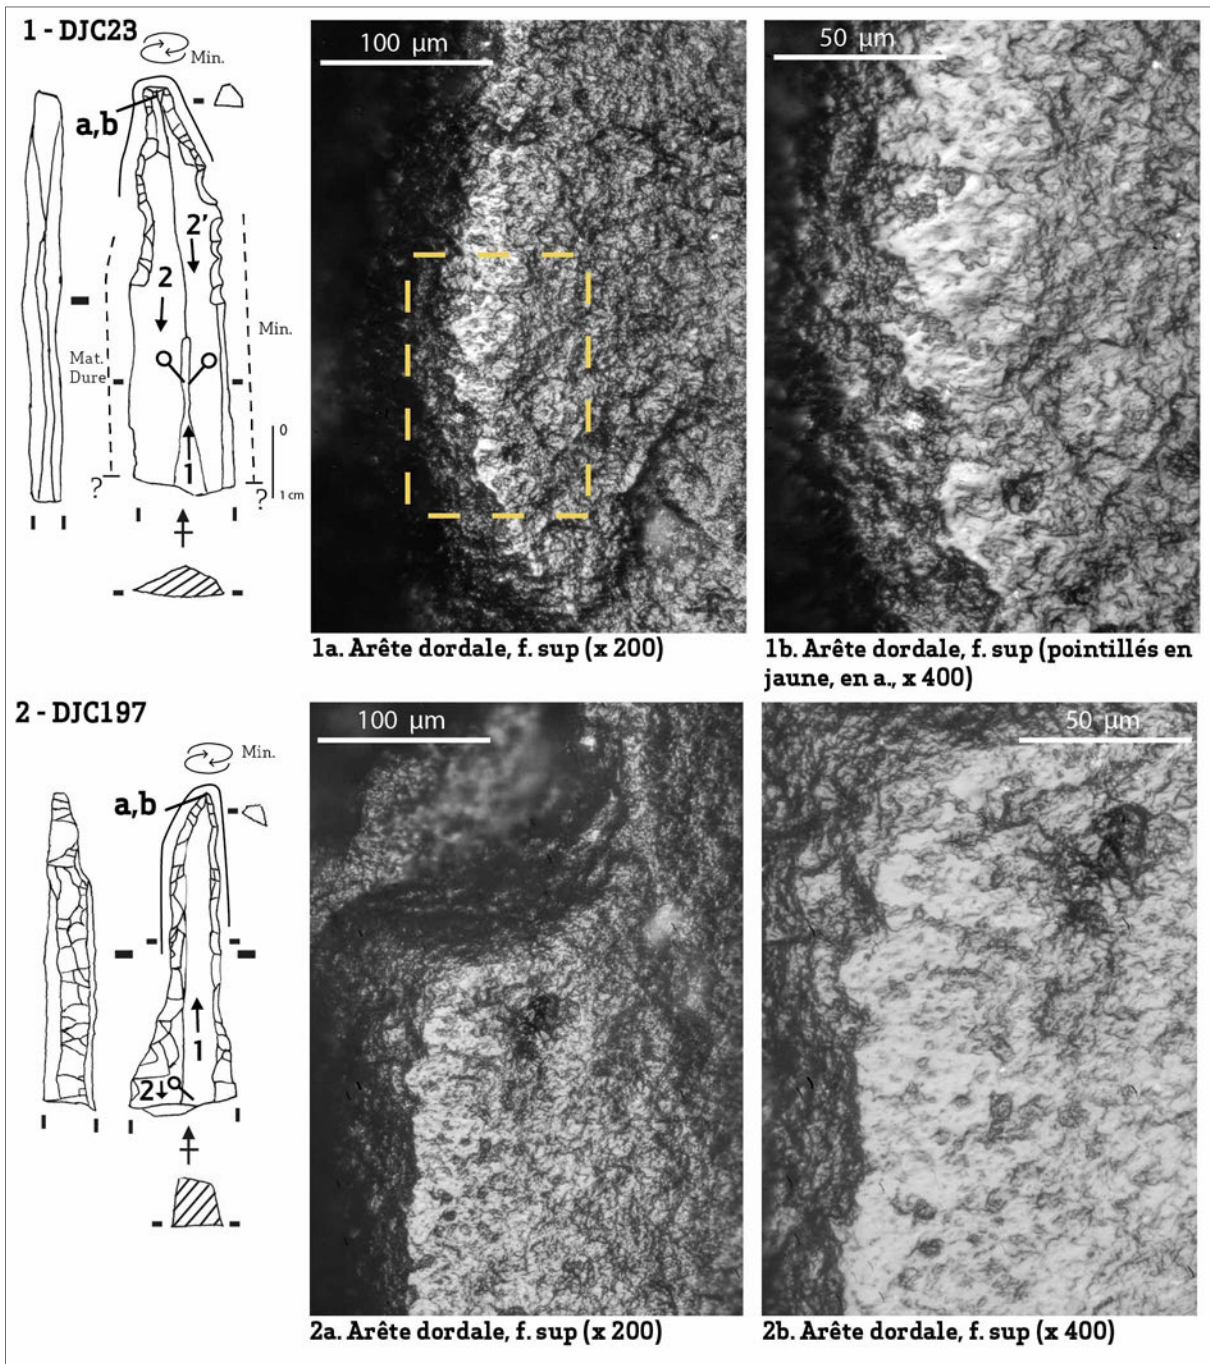 1 - DJC23
Min.
a,b
2'
2
Mat.
Dure
Min.
1
0
1 cm
?
?
100 µm
50 µm
1a. Arête dordale, f. sup (x 200)
1b. Arête dordale, f. sup (pointillés en
jaune, en a., x 400)
2 - DJC197
Min.
a,b
1
2
100 µm
50 µm
2a. Arête dordale, f. sup (x 200)
2b. Arête dordale, f. sup (x 400)